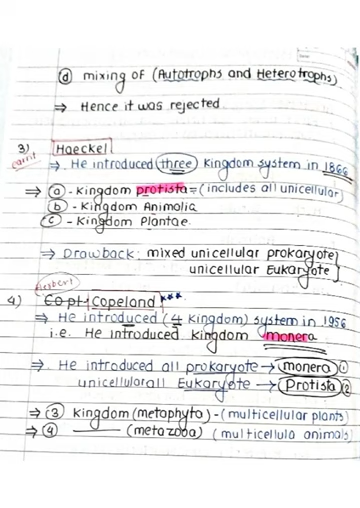 ⓓ mixing of (Autotrophs and Heterotrophs)
⇒ Hence it was rejected
3) Haeckel
⇒. He introduced three Kingdom system in 1866
⇒ ⓐ - Kingdom protista = (includes all unicellular)
ⓑ - Kingdom Animalia
ⓒ - Kingdom Plantae.
⇒ Drawback: mixed unicellular prokaryote
unicellular Eukaryote
Herbert
4) Copeland ***
⇒ He introduced (4 Kingdom) system in 1956
i.e. He introduced kingdom monera
⇒. He introduced all prokaryote → monera ①
unicellularall Eukaryote → Protista ②
⇒ ③ kingdom (metaphyta) - (multicellular plants)
⇒ ④ —— (metazoba) (multicellula animals)